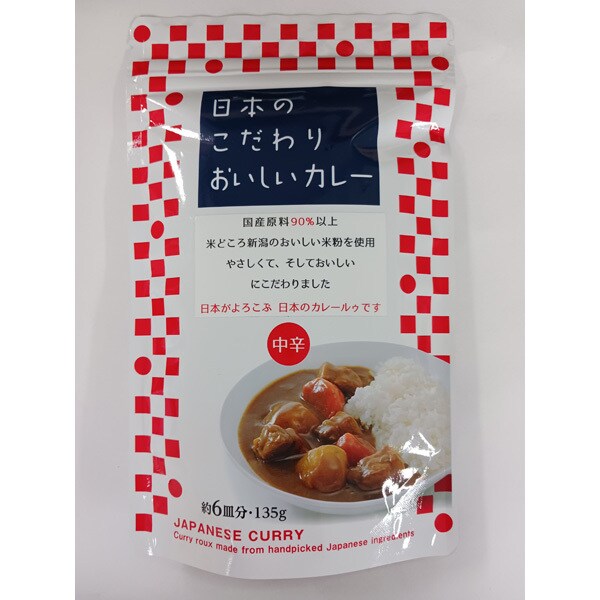 日本の
こだわり
おいしいカレー
国産原料90%以上
米どころ新潟のおいしい米粉を使用
やさしくて、そしておいしい
にこだわりました
日本がよろこぶ 日本のカレールゥです
中辛
約6皿分・135g
JAPANESE CURRY
Curry roux made from handpicked Japanese ingredients